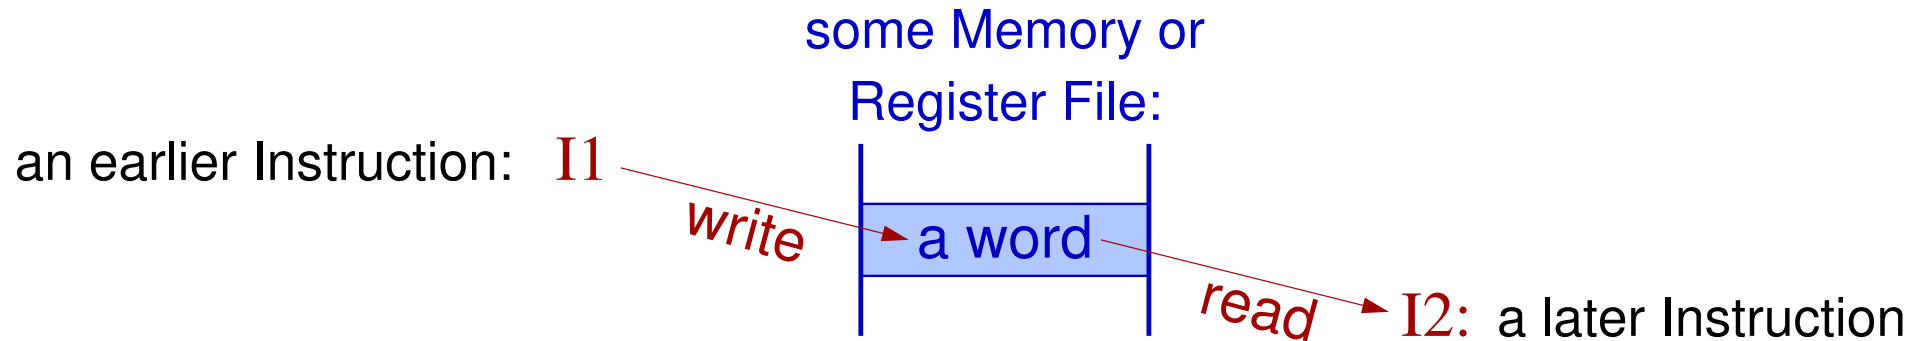 some Memory or
Register File:
an earlier Instruction: I1
write
a word
read
I2: a later Instruction